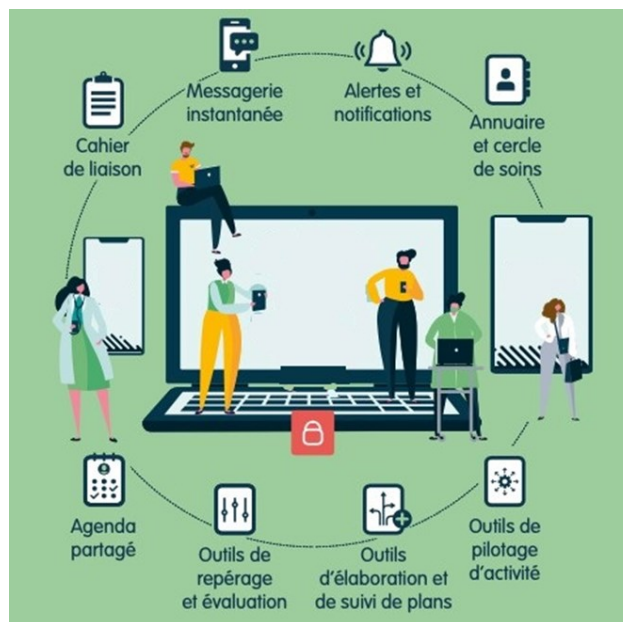 Messagerie
instantanée
Alertes et
notifications
Annuaire
et cercle
de soins
Cahier
de liaison
Agenda
partagé
Outils de
repérage
et évaluation
Outils
d'élaboration et
de suivi de plans
Outils de
pilotage
d'activité